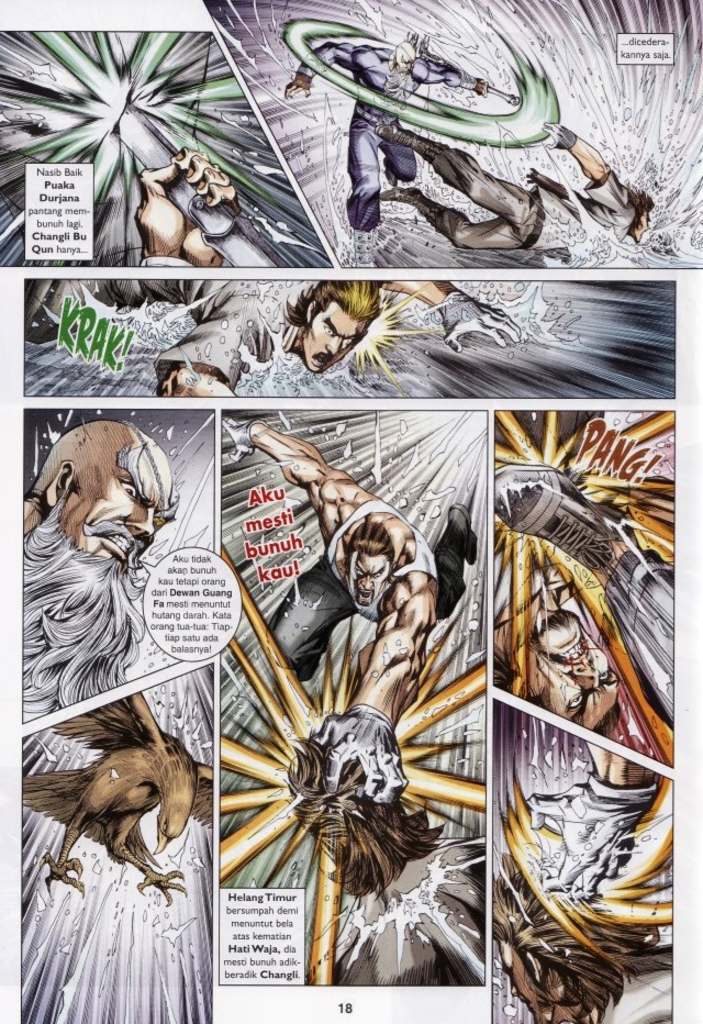 Nasib Baik
Puaka
Durjana
pantang mem-
bunuh lagi.
Changli Bu
Qun hanya...
...dicedera-
kannya saja.
KRAK!
Aku tidak
akan bunuh
kau tetapi orang
dari Dewan Guang
Fa mesti menuntut
hutang darah. Kata
orang tua-tua: Tiap-
tiap satu ada
balasnya!
Aku
mesti
bunuh
kau!
PANG!
Helang Timur
bersumpah demi
menuntut bela
atas kematian
Hati Waja, dia
mesti bunuh adik-
beradik Changli.
18